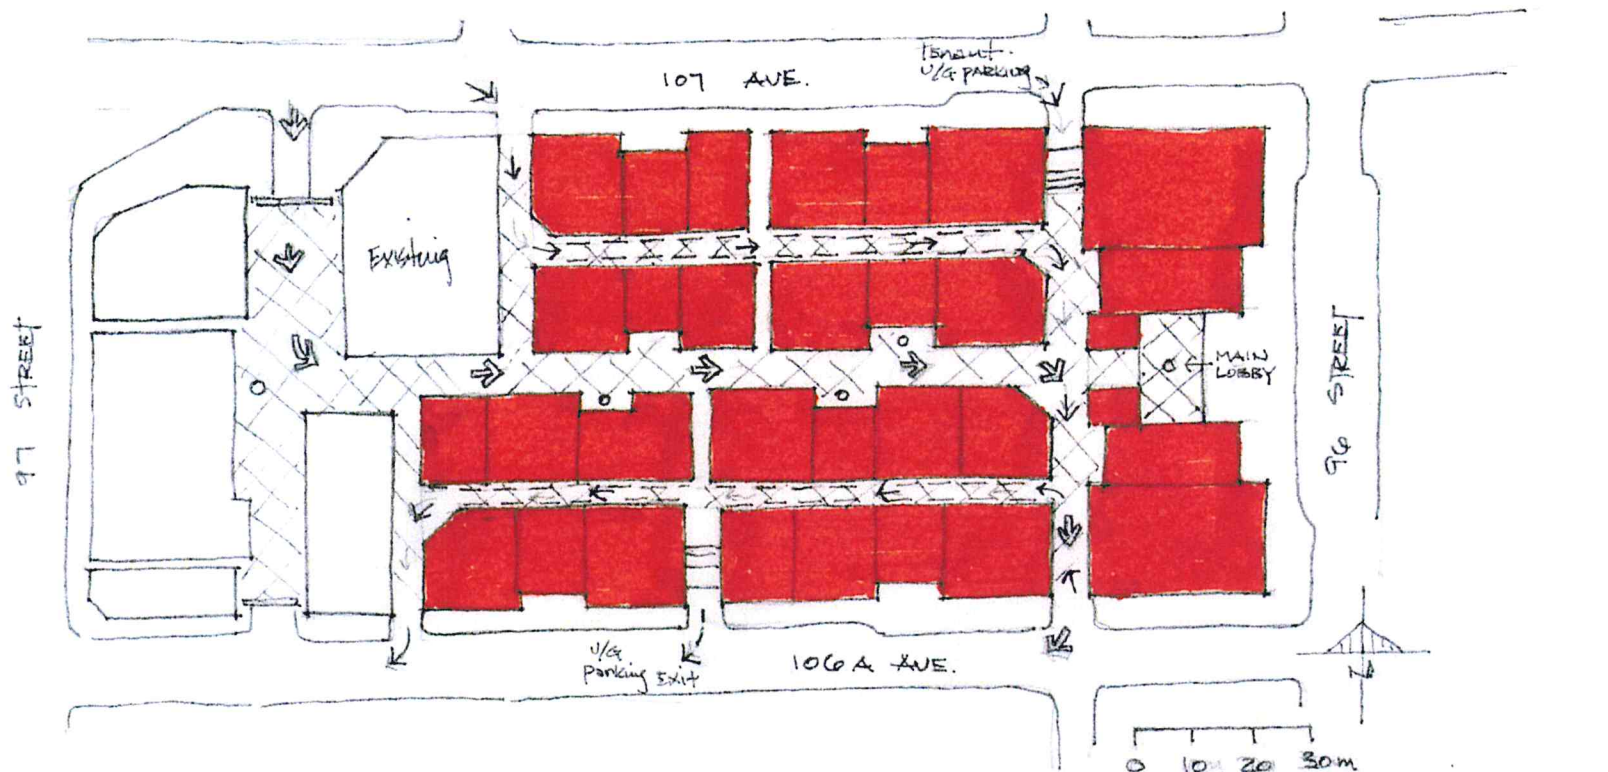 Tenant
U/G PARKING
107 AVE.
Existing
97 STREET
96 STREET
MAIN
LOBBY
U/G
Parking Exit
106A AVE.
N
0 10 20 30m